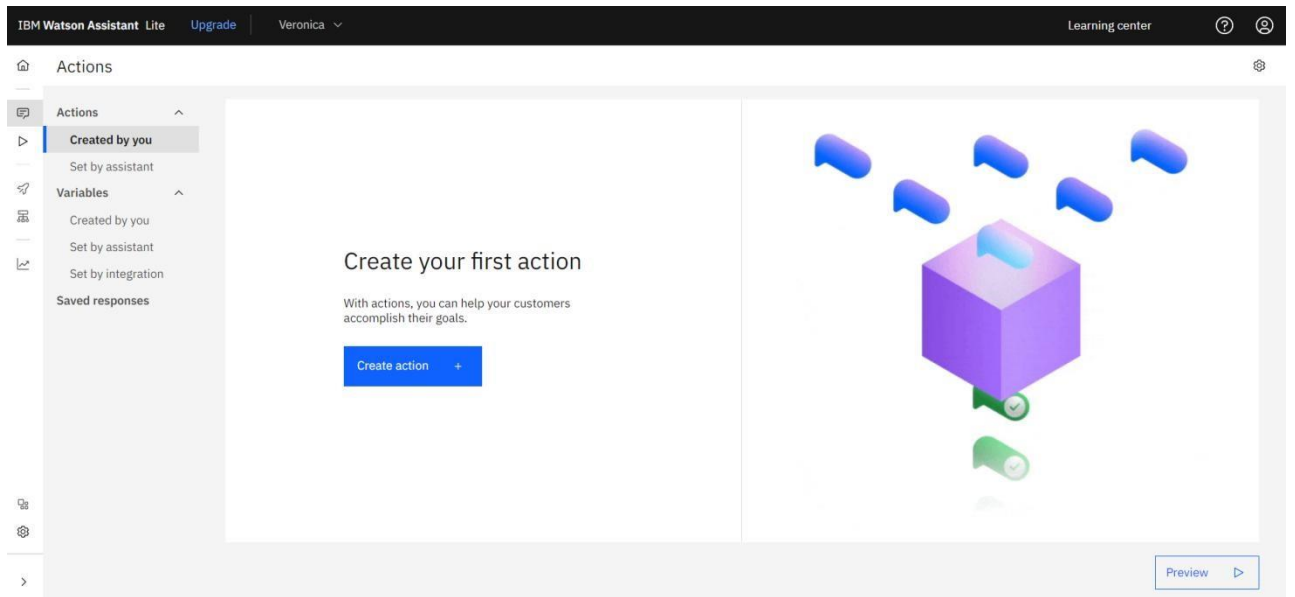 IBM Watson Assistant Lite Upgrade Veronica Learning center
Actions
Actions
Created by you
Set by assistant
Variables
Created by you
Set by assistant
Set by integration
Saved responses
Create your first action
With actions, you can help your customers
accomplish their goals.
Create action +
Preview